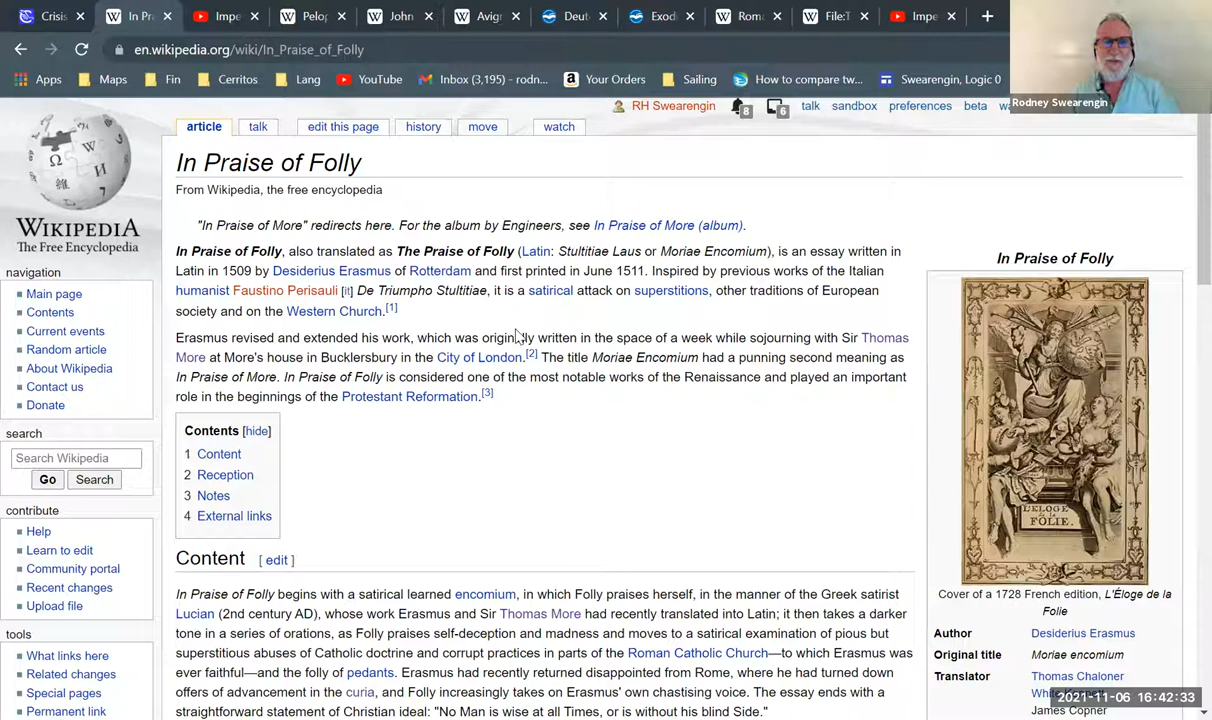 Crisis
In Pr
Impe
Pelop
John
Avig
Deut
Exod
Roma
File:T
Impe
en.wikipedia.org/wiki/In_Praise_of_Folly
Apps
Maps
Fin
Cerritos
Lang
YouTube
Inbox (3,195) - rodn...
Your Orders
Sailing
How to compare tw...
Swearengin, Logic 0
Rodney Swearengin
RH Swearengin
8
6
talk
sandbox
preferences
beta
article
talk
edit this page
history
move
watch
WIKIPEDIA
The Free Encyclopedia
navigation
Main page
Contents
Current events
Random article
About Wikipedia
Contact us
Donate
search
Search Wikipedia
Go
Search
contribute
Help
Learn to edit
Community portal
Recent changes
Upload file
tools
What links here
Related changes
Special pages
Permanent link
In Praise of Folly
From Wikipedia, the free encyclopedia
"In Praise of More" redirects here. For the album by Engineers, see In Praise of More (album).
In Praise of Folly, also translated as The Praise of Folly (Latin: Stultitiae Laus or Moriae Encomium), is an essay written in
Latin in 1509 by Desiderius Erasmus of Rotterdam and first printed in June 1511. Inspired by previous works of the Italian
humanist Faustino Perisauli [it] De Triumpho Stultitiae, it is a satirical attack on superstitions, other traditions of European
society and on the Western Church.[1]
Erasmus revised and extended his work, which was originally written in the space of a week while sojourning with Sir Thomas
More at More's house in Bucklersbury in the City of London.[2] The title Moriae Encomium had a punning second meaning as
In Praise of More. In Praise of Folly is considered one of the most notable works of the Renaissance and played an important
role in the beginnings of the Protestant Reformation.[3]
Contents [hide]
1 Content
2 Reception
3 Notes
4 External links
Content [ edit ]
In Praise of Folly begins with a satirical learned encomium, in which Folly praises herself, in the manner of the Greek satirist
Lucian (2nd century AD), whose work Erasmus and Sir Thomas More had recently translated into Latin; it then takes a darker
tone in a series of orations, as Folly praises self-deception and madness and moves to a satirical examination of pious but
superstitious abuses of Catholic doctrine and corrupt practices in parts of the Roman Catholic Church—to which Erasmus was
ever faithful—and the folly of pedants. Erasmus had recently returned disappointed from Rome, where he had turned down
offers of advancement in the curia, and Folly increasingly takes on Erasmus' own chastising voice. The essay ends with a
straightforward statement of Christian ideal: "No Man is wise at all Times, or is without his blind Side."
In Praise of Folly
L'ELOGE
de la
FOLIE.
Cover of a 1728 French edition, L'Éloge de la
Folie
Author Desiderius Erasmus
Original title Moriae encomium
Translator Thomas Chaloner
James Copner
2021-11-06 16:42:33